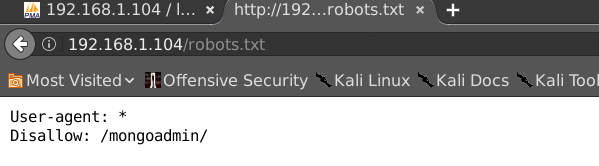 192.168.1.104 / l... × http://192...robots.txt × +
192.168.1.104/robots.txt
Most Visited Offensive Security Kali Linux Kali Docs Kali Tool
User-agent: *
Disallow: /mongoadmin/